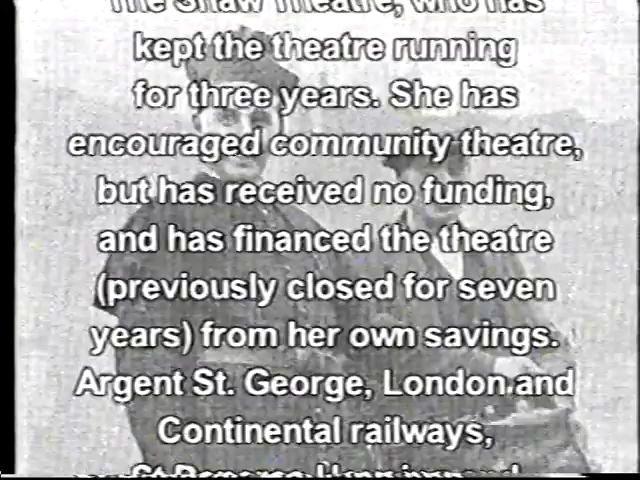 The Shaw Theatre, who has
kept the theatre running
for three years. She has
encouraged community theatre,
but has received no funding,
and has financed the theatre
(previously closed for seven
years) from her own savings.
Argent St. George, London and
Continental railways,
St Pancras